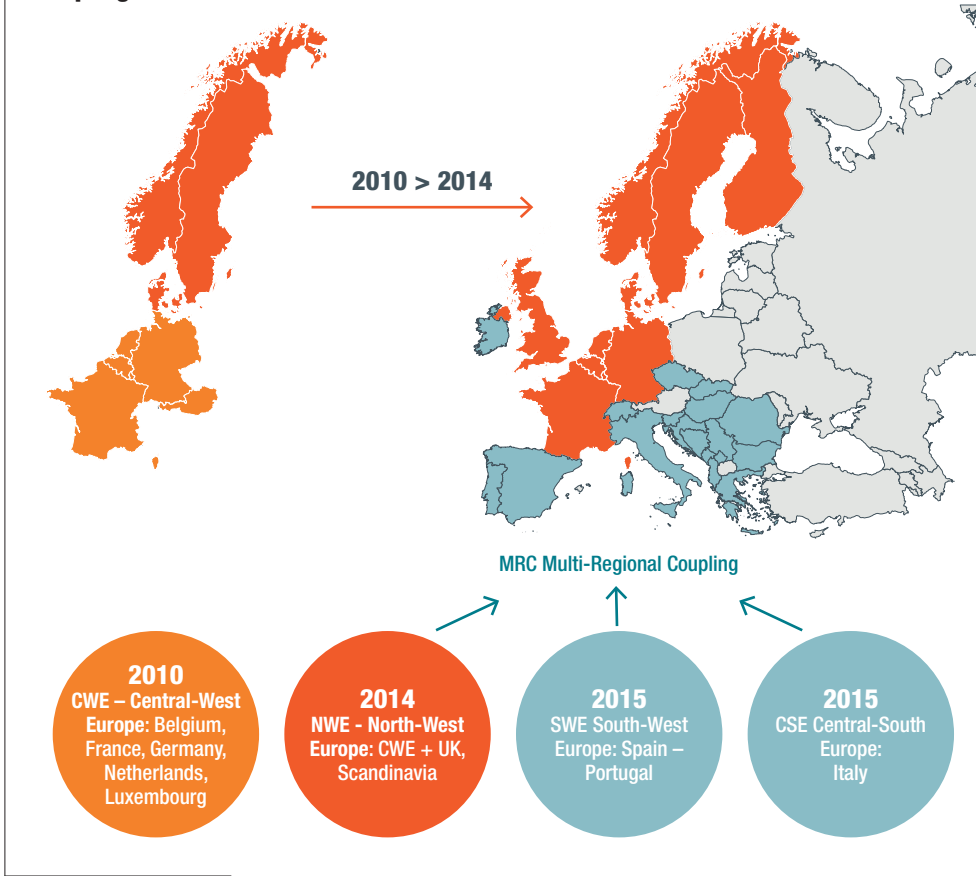 2010 > 2014
MRC Multi-Regional Coupling
2010
CWE – Central-West
Europe: Belgium,
France, Germany,
Netherlands,
Luxembourg
2014
NWE - North-West
Europe: CWE + UK,
Scandinavia
2015
SWE South-West
Europe: Spain –
Portugal
2015
CSE Central-South
Europe:
Italy